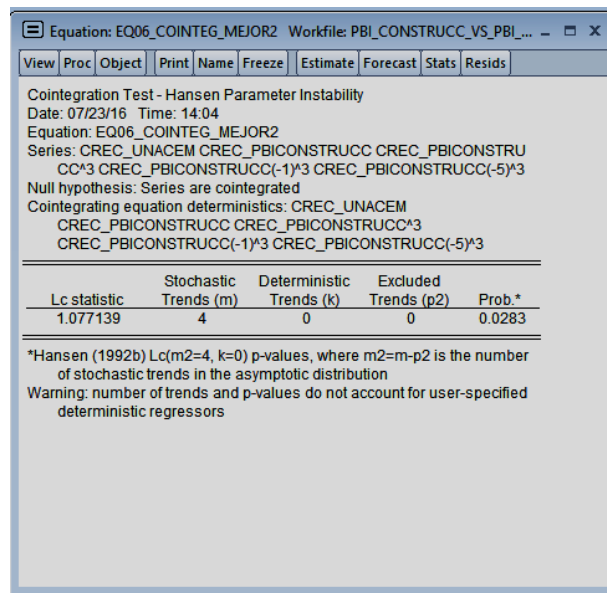 Equation: EQ06_COINTEG_MEJOR2 Workfile: PBI_CONSTRUCC_VS_PBI_...
View Proc Object Print Name Freeze Estimate Forecast Stats Resids
Cointegration Test - Hansen Parameter Instability
Date: 07/23/16 Time: 14:04
Equation: EQ06_COINTEG_MEJOR2
Series: CREC_UNACEM CREC_PBICONSTRUCC CREC_PBICONSTRU
CC^3 CREC_PBICONSTRUCC(-1)^3 CREC_PBICONSTRUCC(-5)^3
Null hypothesis: Series are cointegrated
Cointegrating equation deterministics: CREC_UNACEM
CREC_PBICONSTRUCC CREC_PBICONSTRUCC^3
CREC_PBICONSTRUCC(-1)^3 CREC_PBICONSTRUCC(-5)^3
Stochastic Deterministic Excluded
Lc statistic Trends (m) Trends (k) Trends (p2) Prob.*
1.077139 4 0 0 0.0283
*Hansen (1992b) Lc(m2=4, k=0) p-values, where m2=m-p2 is the number
of stochastic trends in the asymptotic distribution
Warning: number of trends and p-values do not account for user-specified
deterministic regressors